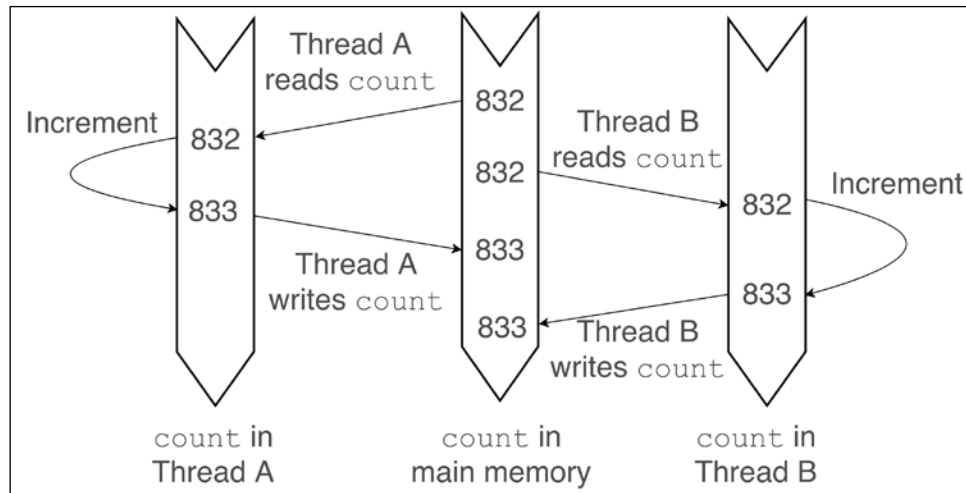 Thread A
reads count
832
Increment
832
Thread B
reads count
832
Increment
832
833
Thread A
writes count
833
833
833
Thread B
writes count
count in
Thread A
count in
main memory
count in
Thread B